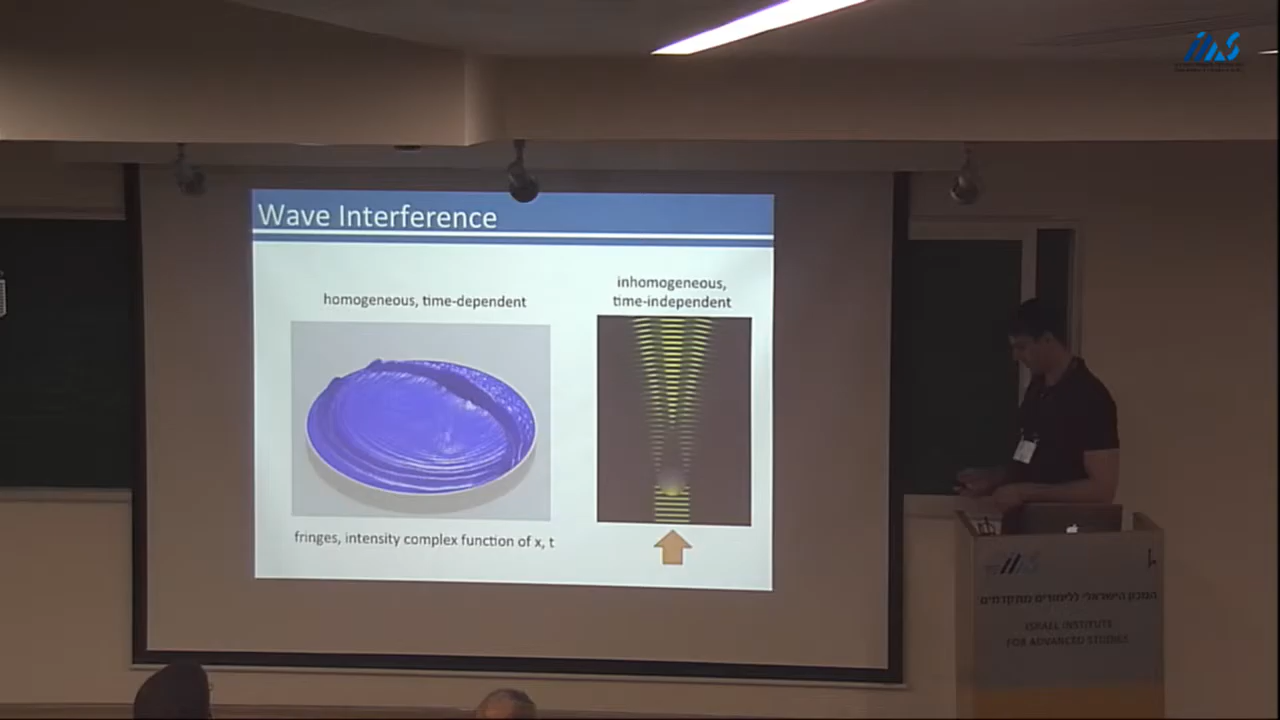 Wave Interference
homogeneous, time-dependent
inhomogeneous,
time-independent
fringes, intensity complex function of x, t
המכון הישראלי ללימודים מתקדמים
ISRAEL INSTITUTE
FOR ADVANCED STUDIES